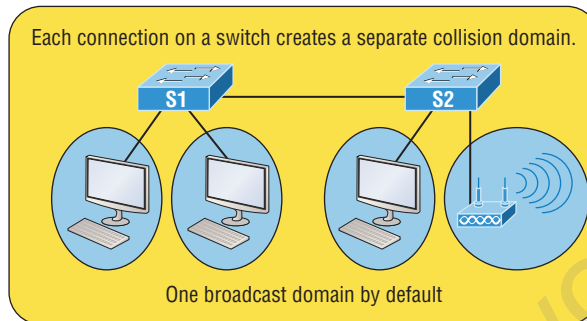 Each connection on a switch creates a separate collision domain.
S1
S2
One broadcast domain by default